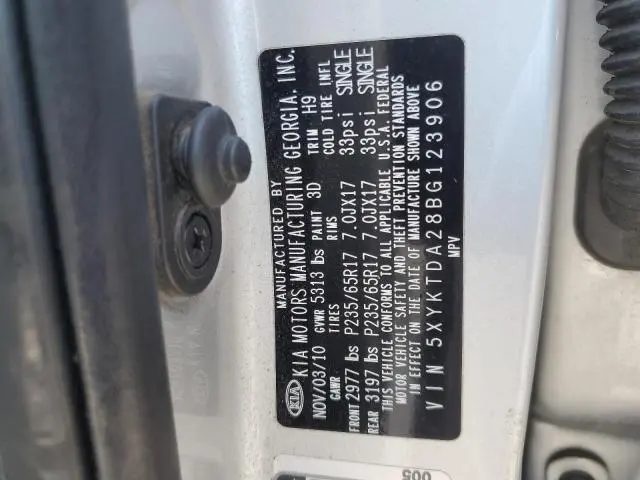 MANUFACTURED BY
KIA KIA MOTORS MANUFACTURING GEORGIA. INC.
NOV/03/10 GVWR 5313 lbs PAINT 3D TRIM H9
GAWR TIRES RIMS COLD TIRE INFL
FRONT 2977 lbs P235/65R17 7.0JX17 33psi SINGLE
REAR 3197 lbs P235/65R17 7.0JX17 33psi SINGLE
THIS VEHICLE CONFORMS TO ALL APPLICABLE U.S.A. FEDERAL
MOTOR VEHICLE SAFETY AND THEFT PREVENTION STANDARDS
IN EFFECT ON THE DATE OF MANUFACTURE SHOWN ABOVE
VIN 5XYKTDA28BG123906
MPV
KIA
005